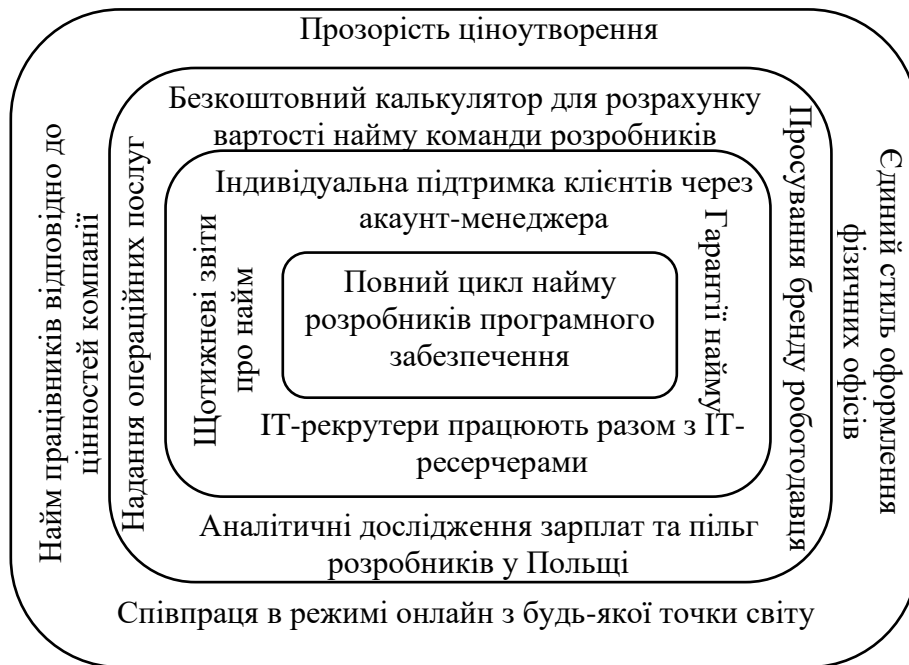 Прозорість ціноутворення
Безкоштовний калькулятор для розрахунку
вартості найму команди розробників
Індивідуальна підтримка клієнтів через
акаунт-менеджера
Найм працівників відповідно до
цінностей компанії
Надання операційних послуг
Щотижневі звіти
про найм
Повний цикл найму
розробників програмного
забезпечення
Гарантії найму
Просування бренду роботодавця
Єдиний стиль оформлення
фізичних офісів
ІТ-рекрутери працюють разом з ІТ-
ресерчерами
Аналітичні дослідження зарплат та пільг
розробників у Польщі
Співпраця в режимі онлайн з будь-якої точки світу